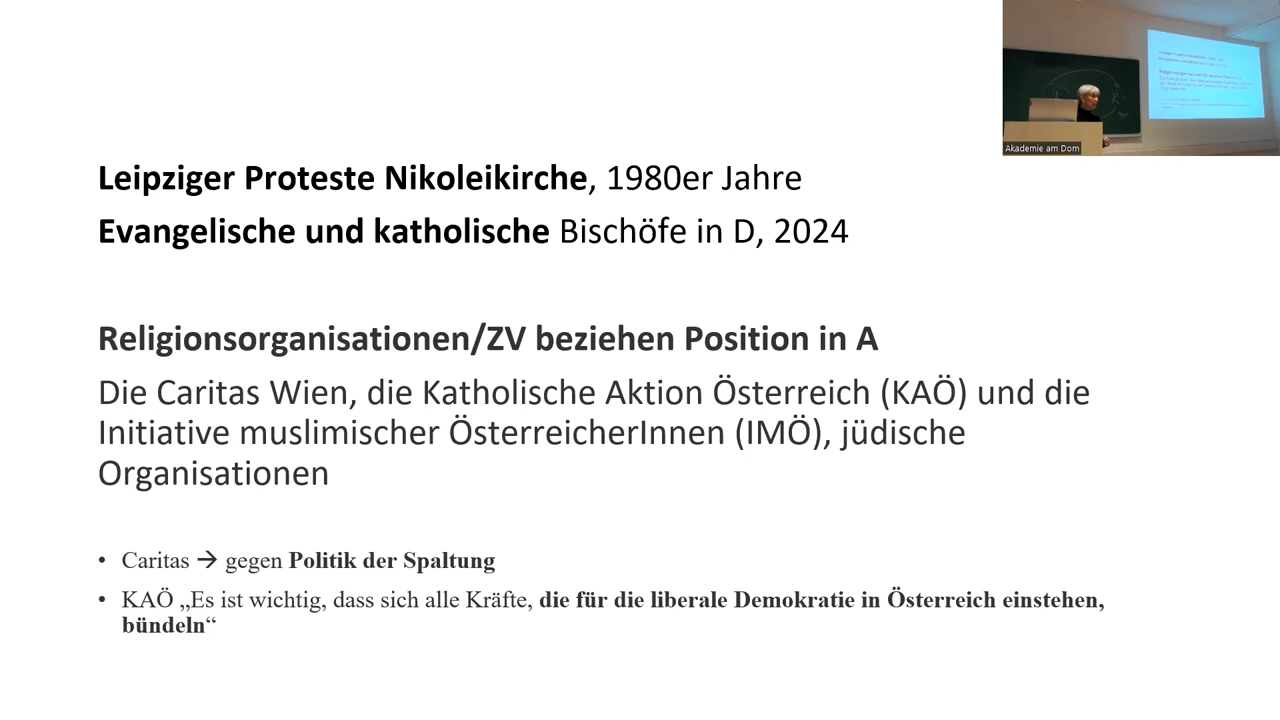 Akademie am Dom
Leipziger Proteste Nikoleikirche, 1980er Jahre
Evangelische und katholische Bischöfe in D, 2024
Religionsorganisationen/ZV beziehen Position in A
Die Caritas Wien, die Katholische Aktion Österreich (KAÖ) und die
Initiative muslimischer ÖsterreicherInnen (IMÖ), jüdische
Organisationen
• Caritas → gegen Politik der Spaltung
• KAÖ „Es ist wichtig, dass sich alle Kräfte, die für die liberale Demokratie in Österreich einstehen,
bündeln“